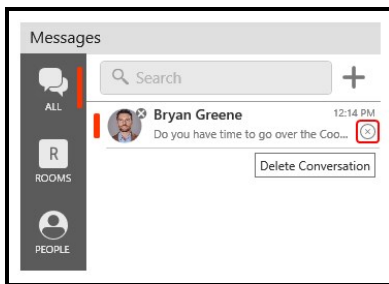 Messages
Search
ALL
Bryan Greene 12:14 PM
Do you have time to go over the Coo...
R
ROOMS
Delete Conversation
PEOPLE